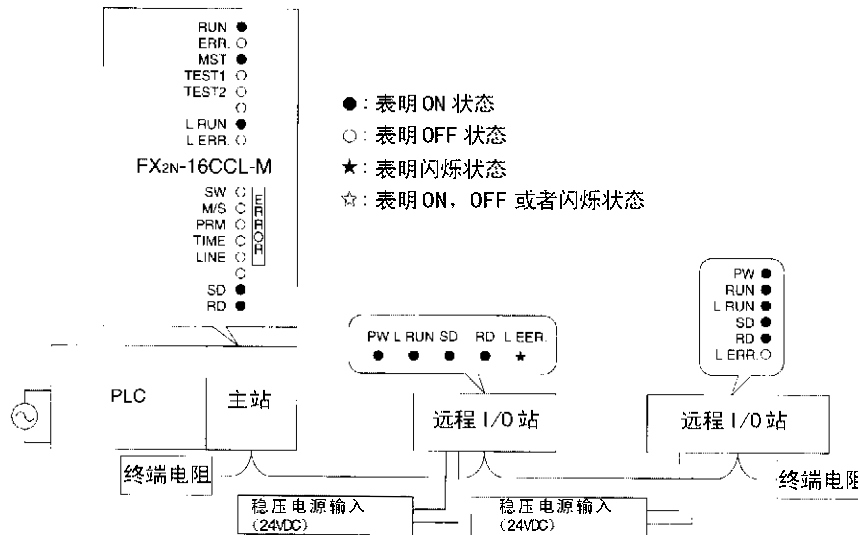 RUN ●
ERR. ○
MST ●
TEST1 ○
TEST2 ○
○
L RUN ●
L ERR. ○
FX2N-16CCL-M
SW ○
M/S ○
PRM ○
TIME ○
LINE ○
ERROR
○
SD ●
RD ●
●：表明 ON 状态
○：表明 OFF 状态
★：表明闪烁状态
☆：表明 ON，OFF 或者闪烁状态
PW L RUN SD RD L EER.
● ● ● ● ★
PW ●
RUN ●
L RUN ●
SD ●
RD ●
L ERR. ○
PLC
主站
远程 I/O 站
远程 I/O 站
终端电阻
终端电阻
稳压电源输入
(24VDC)
稳压电源输入
(24VDC)